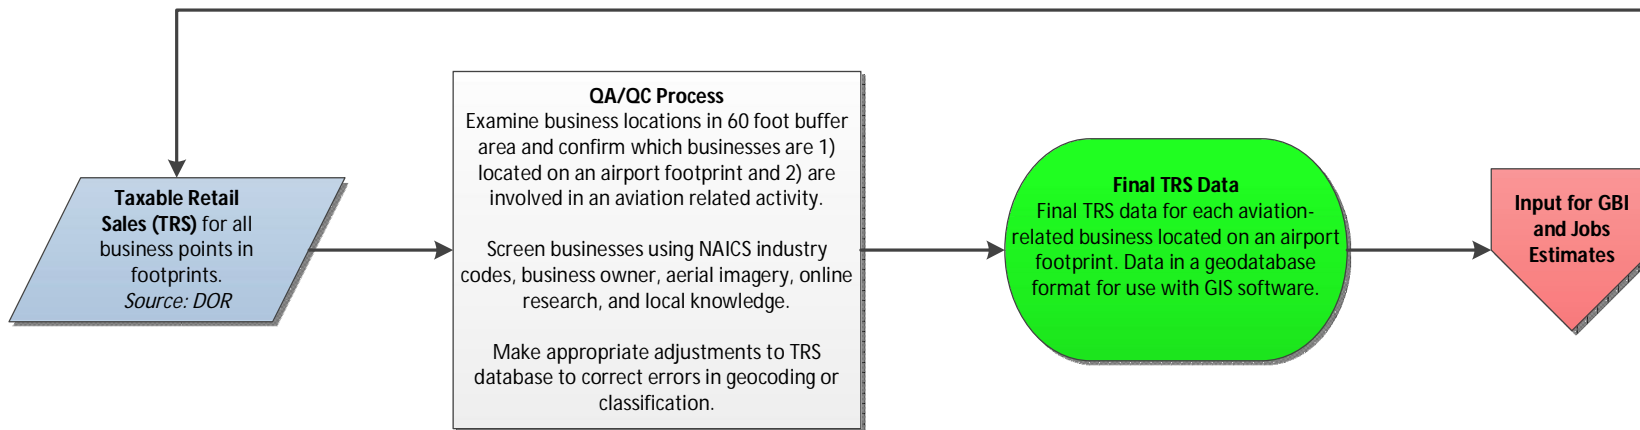 Taxable Retail
Sales (TRS) for all
business points in
footprints.
Source: DOR
QA/QC Process
Examine business locations in 60 foot buffer
area and confirm which businesses are 1)
located on an airport footprint and 2) are
involved in an aviation related activity.
Screen businesses using NAICS industry
codes, business owner, aerial imagery, online
research, and local knowledge.
Make appropriate adjustments to TRS
database to correct errors in geocoding or
classification.
Final TRS Data
Final TRS data for each aviation-
related business located on an airport
footprint. Data in a geodatabase
format for use with GIS software.
Input for GBI
and Jobs
Estimates